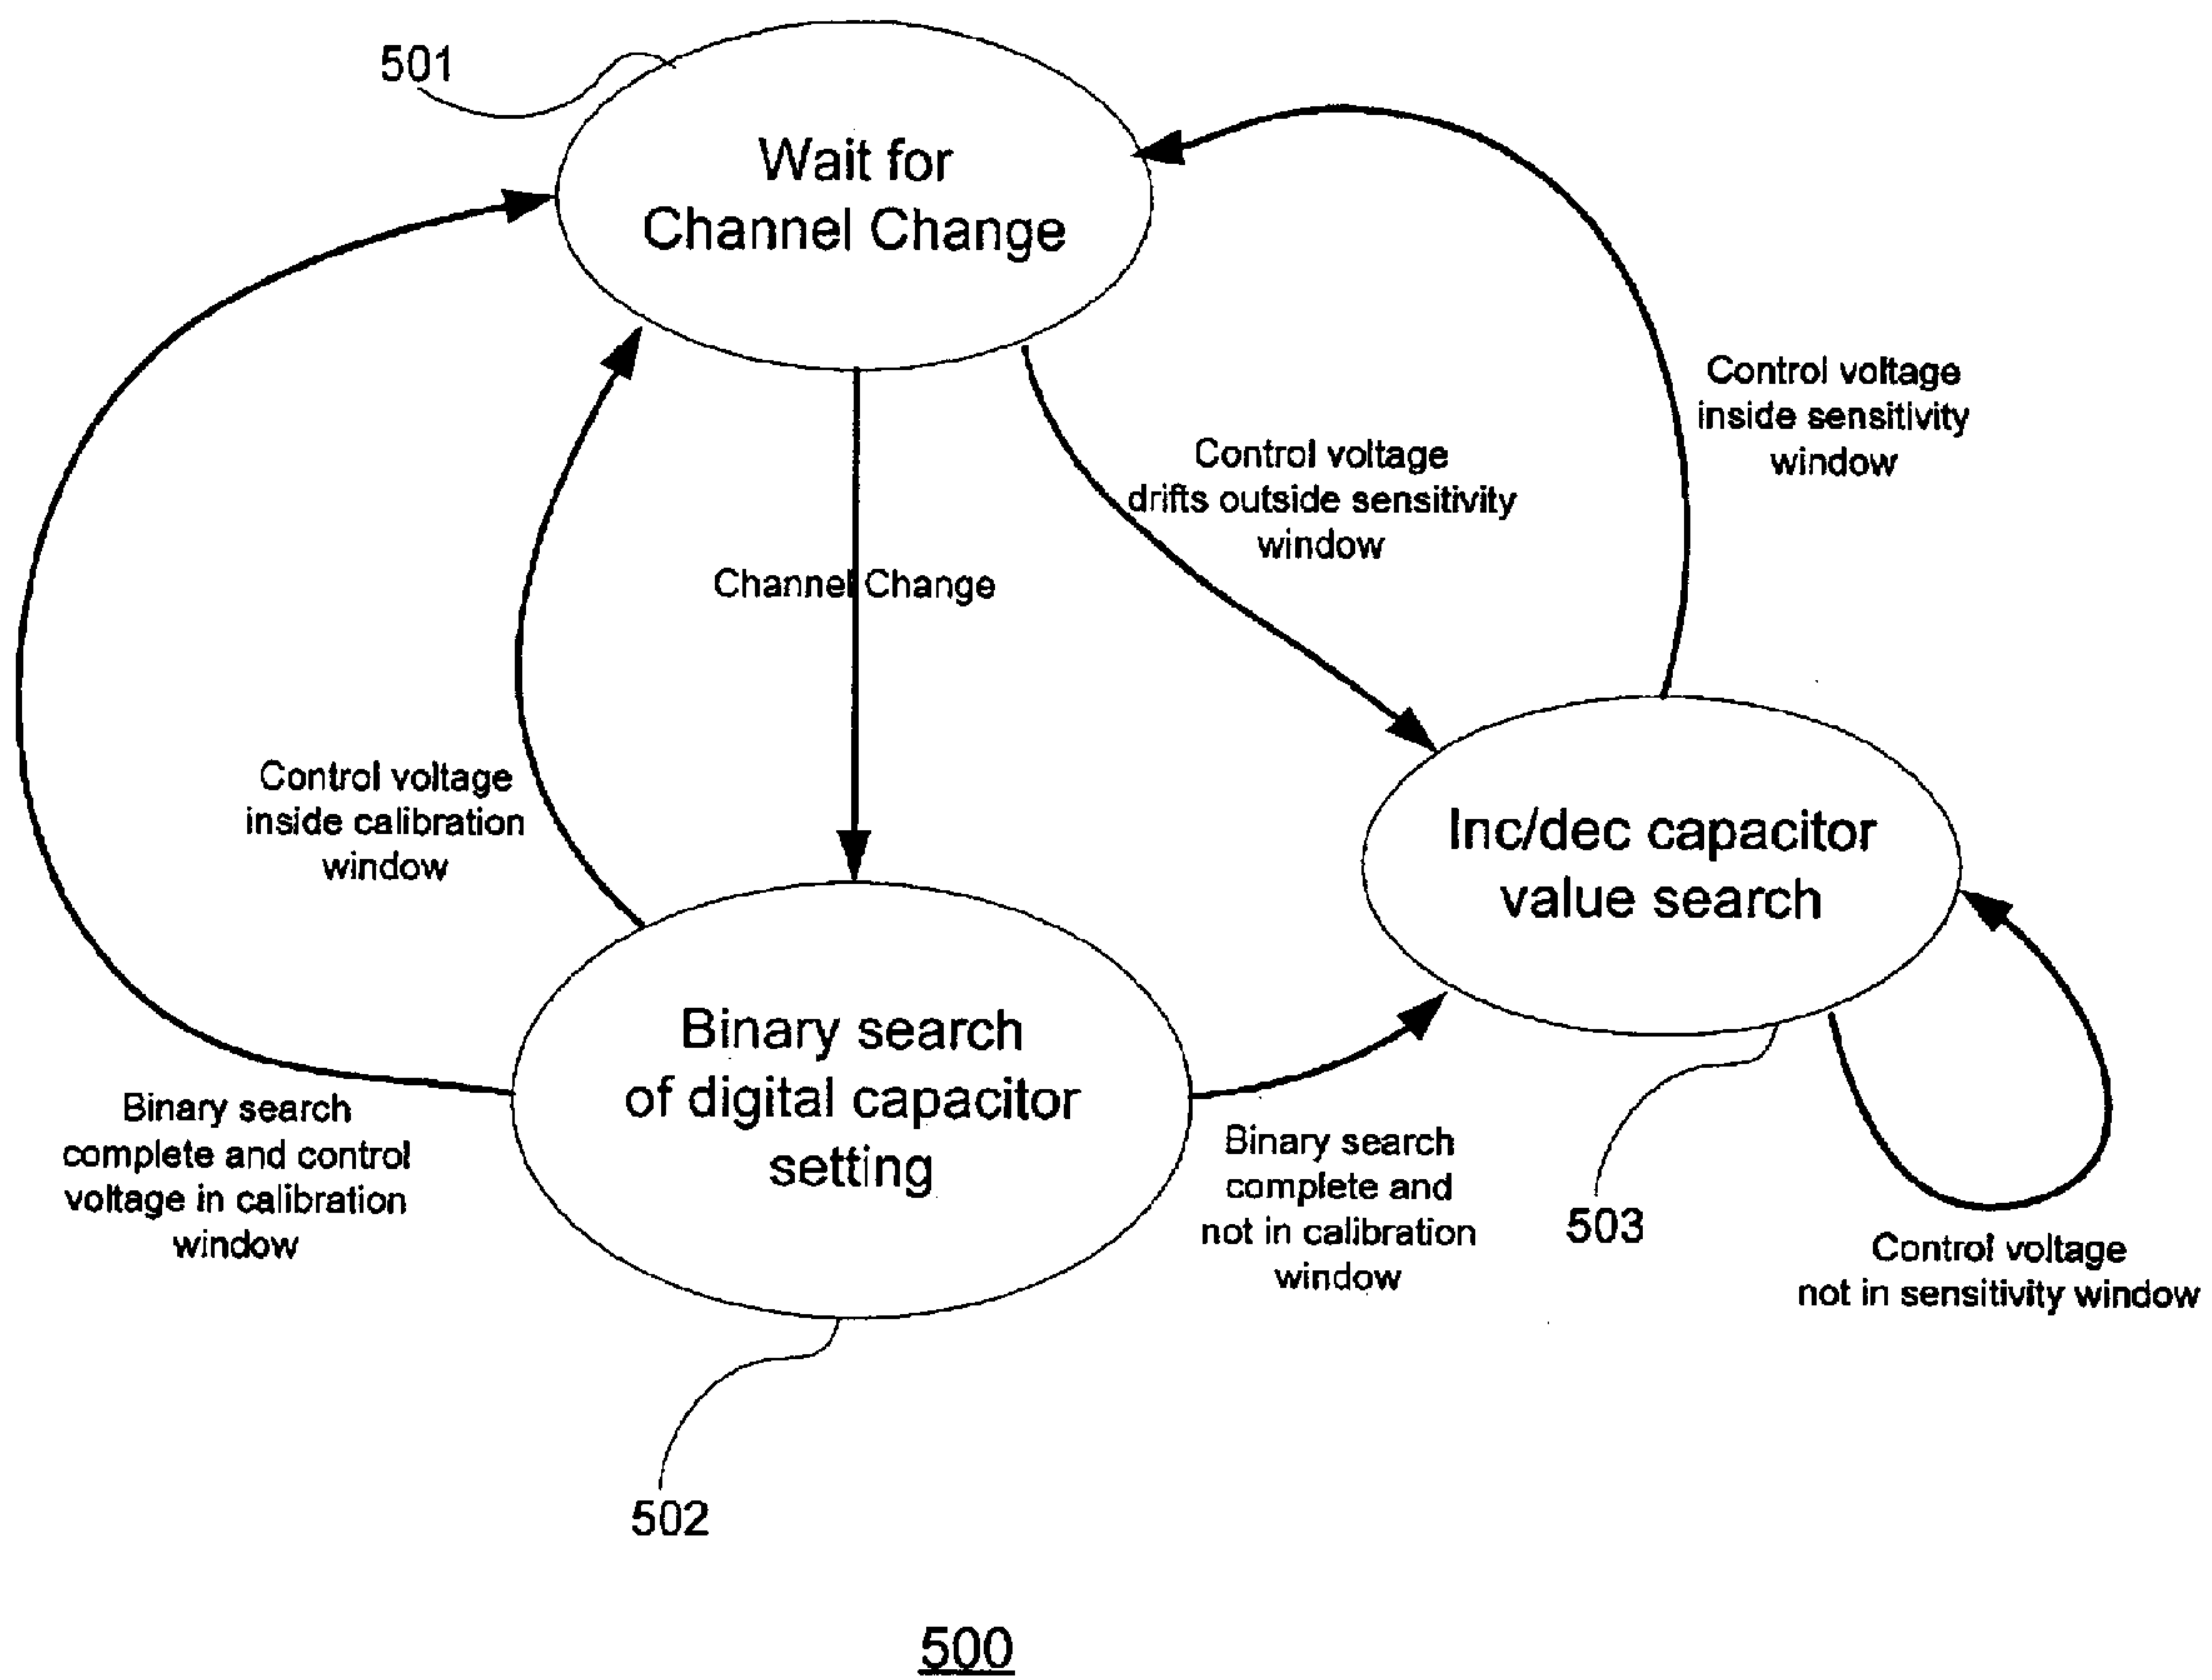 501
Wait for
Channel Change
Control voltage
inside sensitivity
window
Control voltage
drifts outside sensitivity
window
Channel Change
Control voltage
inside calibration
window
Inc/dec capacitor
value search
Binary search
of digital capacitor
setting
Binary search
complete and control
voltage in calibration
window
Binary search
complete and
not in calibration
window
503
Control voltage
not in sensitivity window
502
500